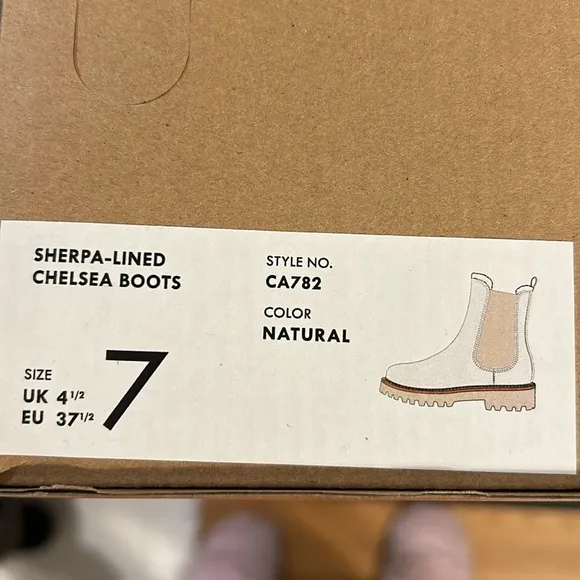 SHERPA-LINED
CHELSEA BOOTS
STYLE NO.
CA782
COLOR
NATURAL
SIZE
UK 4 1/2
EU 37 1/2
7